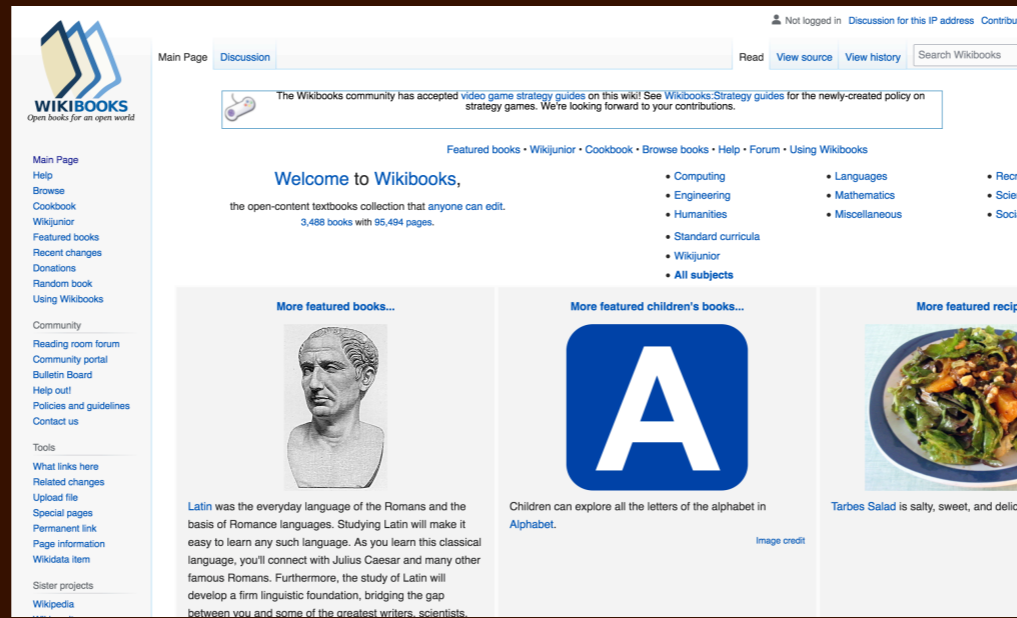 Not logged in Discussion for this IP address
WIKIBOOKS
Open books for an open world
Main Page Discussion Read View source View history Search Wikibooks
The Wikibooks community has accepted video game strategy guides on this wiki! See Wikibooks:Strategy guides for the newly-created policy on
strategy games. We're looking forward to your contributions.
Featured books • Wikijunior • Cookbook • Browse books • Help • Forum • Using Wikibooks
Welcome to Wikibooks,
the open-content textbooks collection that anyone can edit.
3,488 books with 95,494 pages.
• Computing
• Engineering
• Humanities
• Standard curricula
• Wikijunior
• All subjects
• Languages
• Mathematics
• Miscellaneous
Main Page
Help
Browse
Cookbook
Wikijunior
Featured books
Recent changes
Donations
Random book
Using Wikibooks
Community
Reading room forum
Community portal
Bulletin Board
Help out!
Policies and guidelines
Contact us
Tools
What links here
Related changes
Upload file
Special pages
Permanent link
Page information
Wikidata item
Sister projects
Wikipedia
More featured books...
Latin was the everyday language of the Romans and the
basis of Romance languages. Studying Latin will make it
easy to learn any such language. As you learn this classical
language, you'll connect with Julius Caesar and many other
famous Romans. Furthermore, the study of Latin will
develop a firm linguistic foundation, bridging the gap
between you and some of the greatest writers, scientists,
More featured children's books...
A
Children can explore all the letters of the alphabet in
Alphabet.
Image credit
More featured
Tarbes Salad is salty, sweet, and